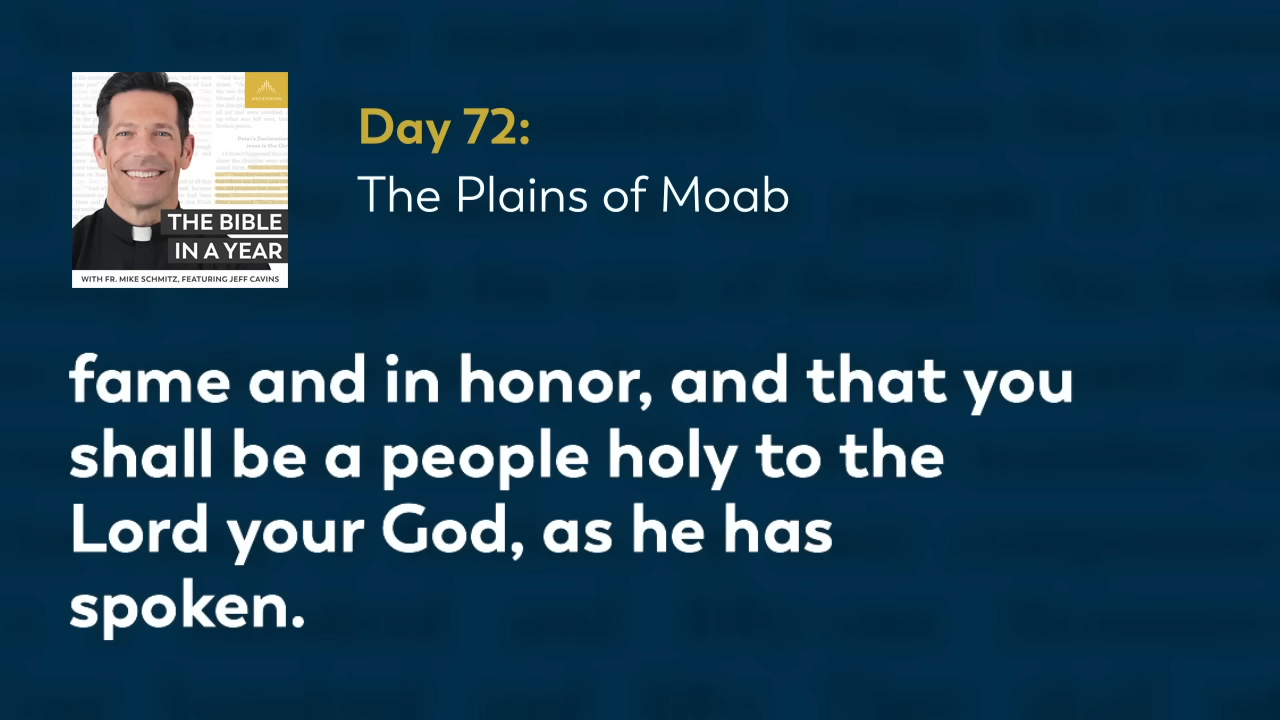 ASCENSION
THE BIBLE
IN A YEAR
WITH FR. MIKE SCHMITZ, FEATURING JEFF CAVINS
Day 72:
The Plains of Moab
fame and in honor, and that you
shall be a people holy to the
Lord your God, as he has
spoken.